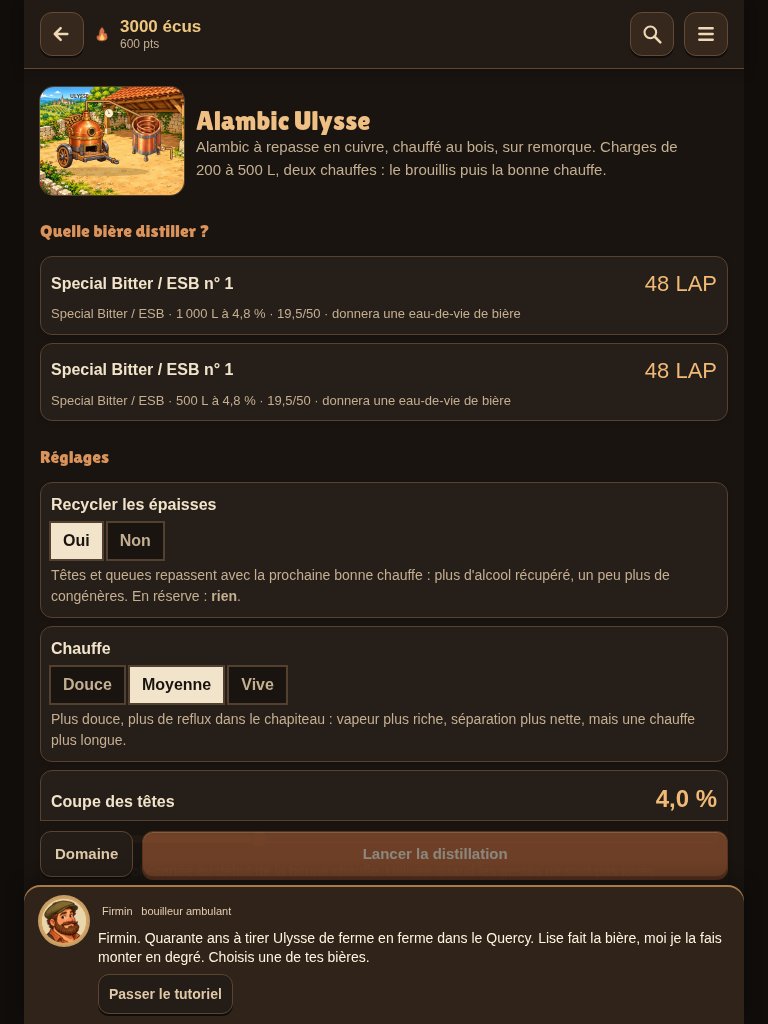 3000 écus
600 pts
ULYSSE
Alambic Ulysse
Alambic à repasse en cuivre, chauffé au bois, sur remorque. Charges de
200 à 500 L, deux chauffes : le brouillis puis la bonne chauffe.
Quelle bière distiller ?
Special Bitter / ESB n° 1
48 LAP
Special Bitter / ESB · 1 000 L à 4,8 % · 19,5/50 · donnera une eau-de-vie de bière
Special Bitter / ESB n° 1
48 LAP
Special Bitter / ESB · 500 L à 4,8 % · 19,5/50 · donnera une eau-de-vie de bière
Réglages
Recycler les épaisses
Oui Non
Têtes et queues repassent avec la prochaine bonne chauffe : plus d'alcool récupéré, un peu plus de
congénères. En réserve : rien.
Chauffe
Douce Moyenne Vive
Plus douce, plus de reflux dans le chapiteau : vapeur plus riche, séparation plus nette, mais une chauffe
plus longue.
Coupe des têtes
4,0 %
Domaine Lancer la distillation
Firmin bouilleur ambulant
Firmin. Quarante ans à tirer Ulysse de ferme en ferme dans le Quercy. Lise fait la bière, moi je la fais
monter en degré. Choisis une de tes bières.
Passer le tutoriel